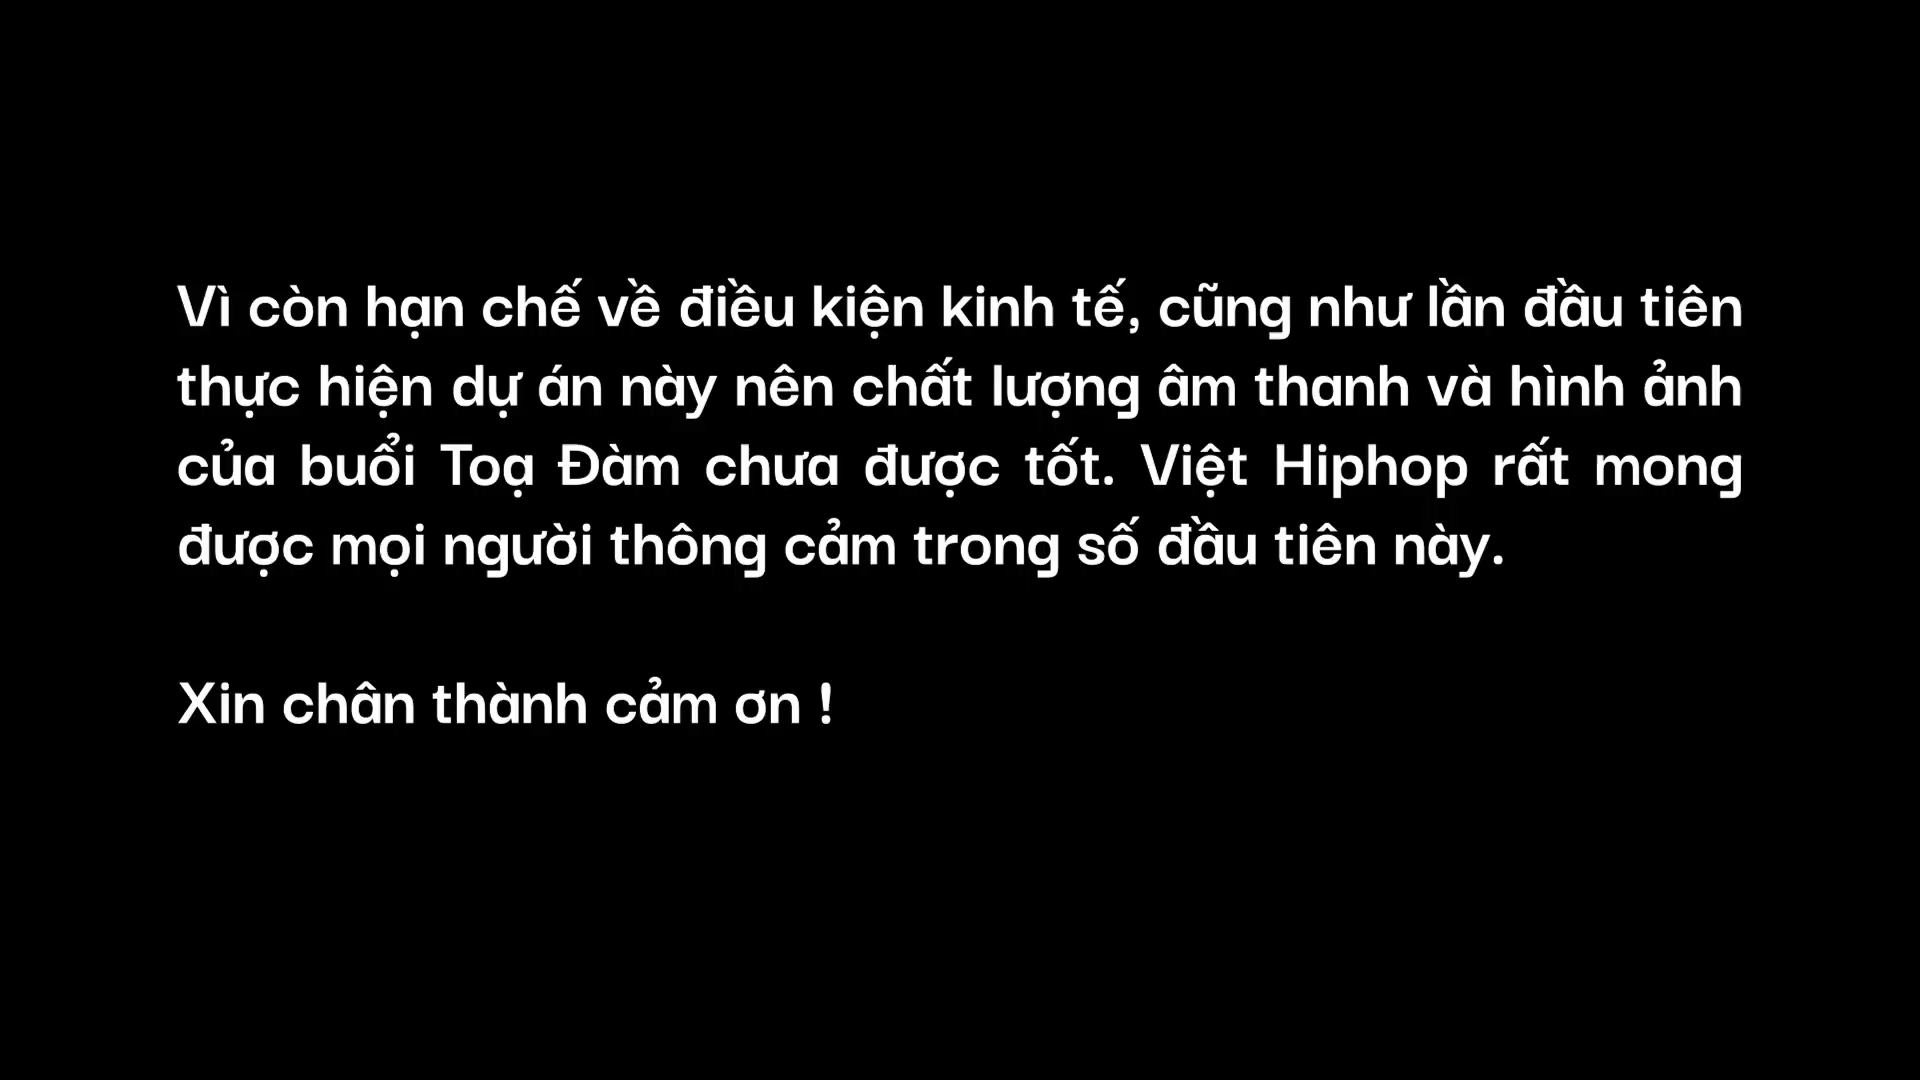 Vì còn hạn chế về điều kiện kinh tế, cũng như lần đầu tiên
thực hiện dự án này nên chất lượng âm thanh và hình ảnh
của buổi Toạ Đàm chưa được tốt. Việt Hiphop rất mong
được mọi người thông cảm trong số đầu tiên này.
Xin chân thành cảm ơn !